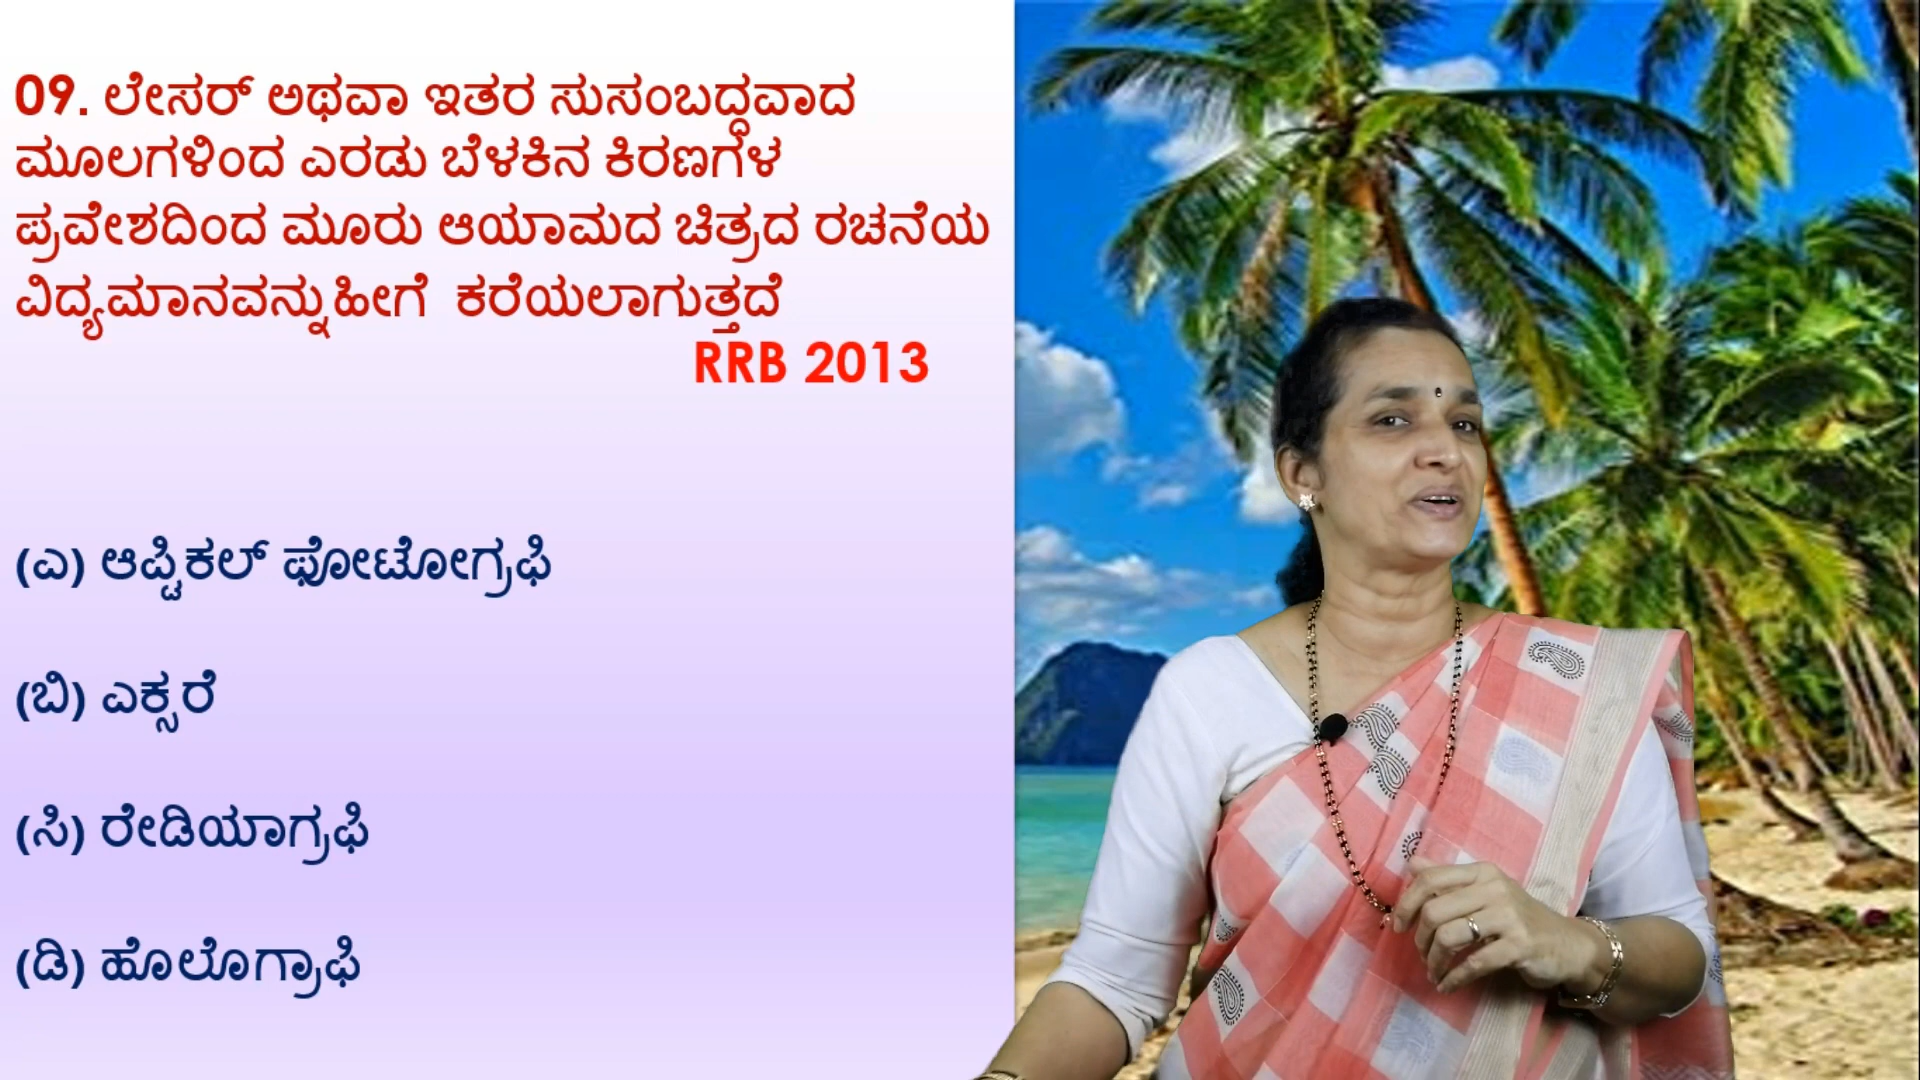 09. ಲೇಸರ್ ಅಥವಾ ಇತರ ಸುಸಂಬದ್ಧವಾದ
ಮೂಲಗಳಿಂದ ಎರಡು ಬೆಳಕಿನ ಕಿರಣಗಳ
ಪ್ರವೇಶದಿಂದ ಮೂರು ಆಯಾಮದ ಚಿತ್ರದ ರಚನೆಯ
ವಿದ್ಯಮಾನವನ್ನುಹೀಗೆ ಕರೆಯಲಾಗುತ್ತದೆ
RRB 2013
(ಎ) ಆಪ್ಟಿಕಲ್ ಫೋಟೋಗ್ರಫಿ
(ಬಿ) ಎಕ್ಸರೆ
(ಸಿ) ರೇಡಿಯಾಗ್ರಫಿ
(ಡಿ) ಹೊಲೊಗ್ರಾಫಿ